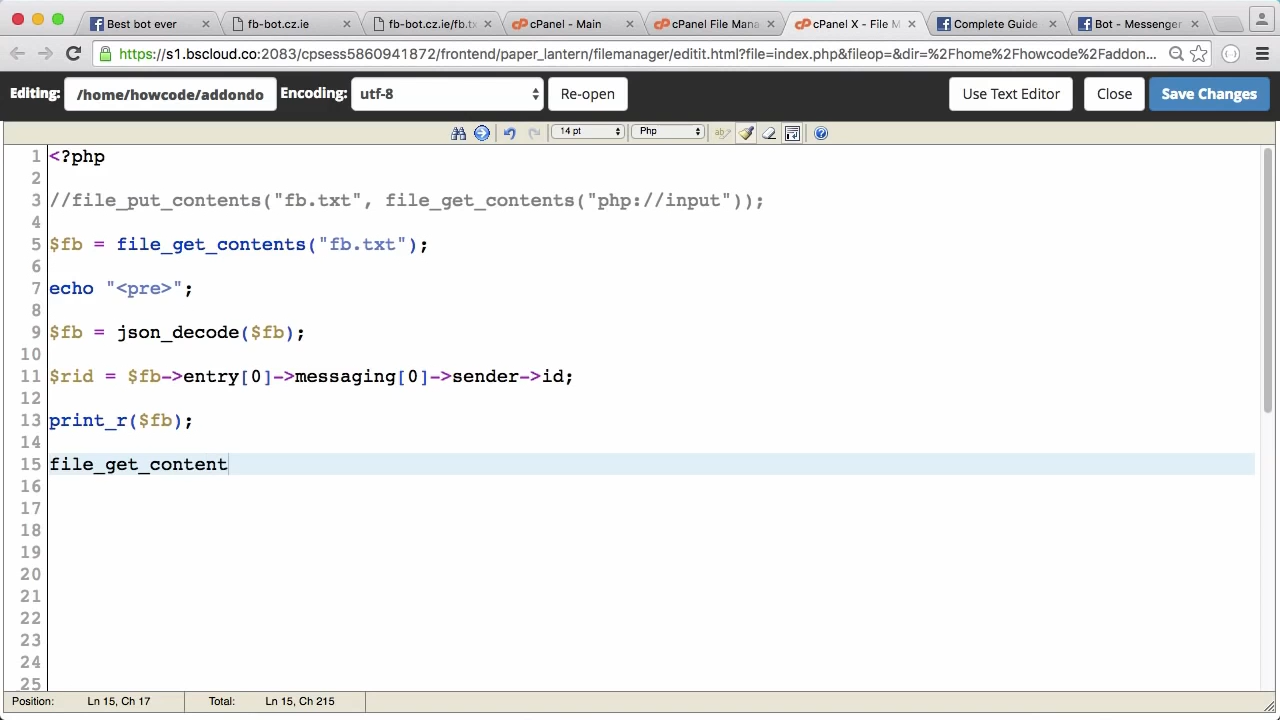 Best bot ever
fb-bot.cz.ie
fb-bot.cz.ie/fb.tx
cPanel - Main
cPanel File Mana
cPanel X - File M
Complete Guide
Bot - Messenger
https://s1.bscloud.co:2083/cpsess5860941872/frontend/paper_lantern/filemanager/editit.html?file=index.php&fileop=&dir=%2Fhome%2Fhowcode%2Faddon...
Editing: /home/howcode/addondo Encoding: utf-8 Re-open Use Text Editor Close Save Changes
14 pt Php
1 <?php
2
3 //file_put_contents("fb.txt", file_get_contents("php://input"));
4
5 $fb = file_get_contents("fb.txt");
6
7 echo "<pre>";
8
9 $fb = json_decode($fb);
10
11 $rid = $fb->entry[0]->messaging[0]->sender->id;
12
13 print_r($fb);
14
15 file_get_content
16
17
18
19
20
21
22
23
24
25
Position: Ln 15, Ch 17 Total: Ln 15, Ch 215